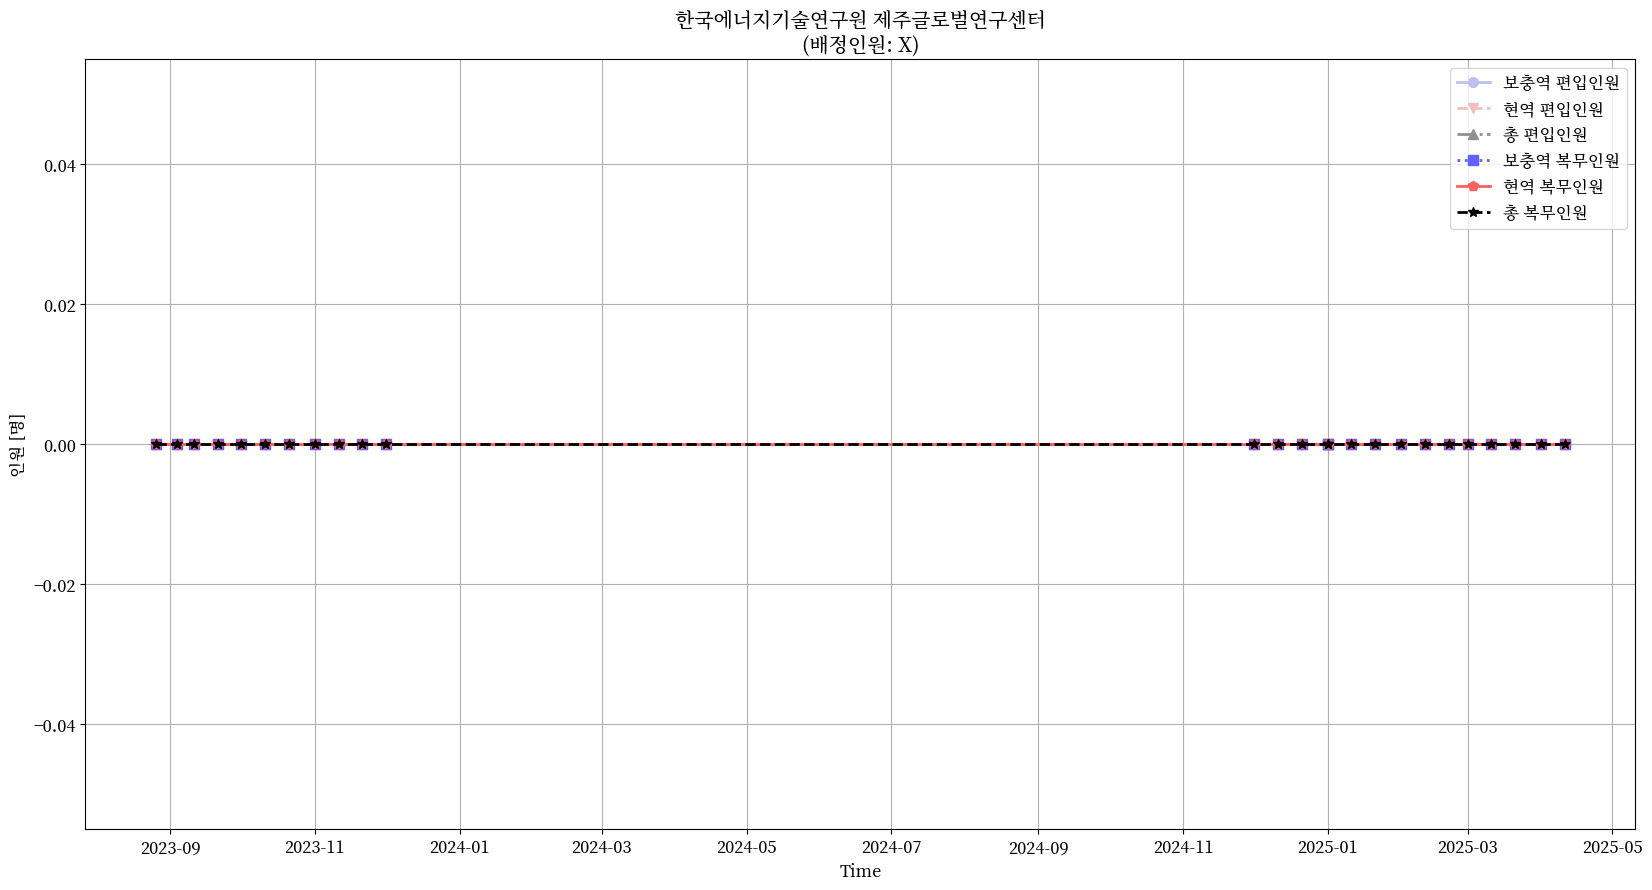 한국에너지기술연구원 제주글로벌연구센터
(배정인원: X)
보충역 편입인원
현역 편입인원
총 편입인원
보충역 복무인원
현역 복무인원
총 복무인원
0.04
0.02
0.00
−0.02
−0.04
인원 [명]
2023-09
2023-11
2024-01
2024-03
2024-05
2024-07
2024-09
2024-11
2025-01
2025-03
2025-05
Time